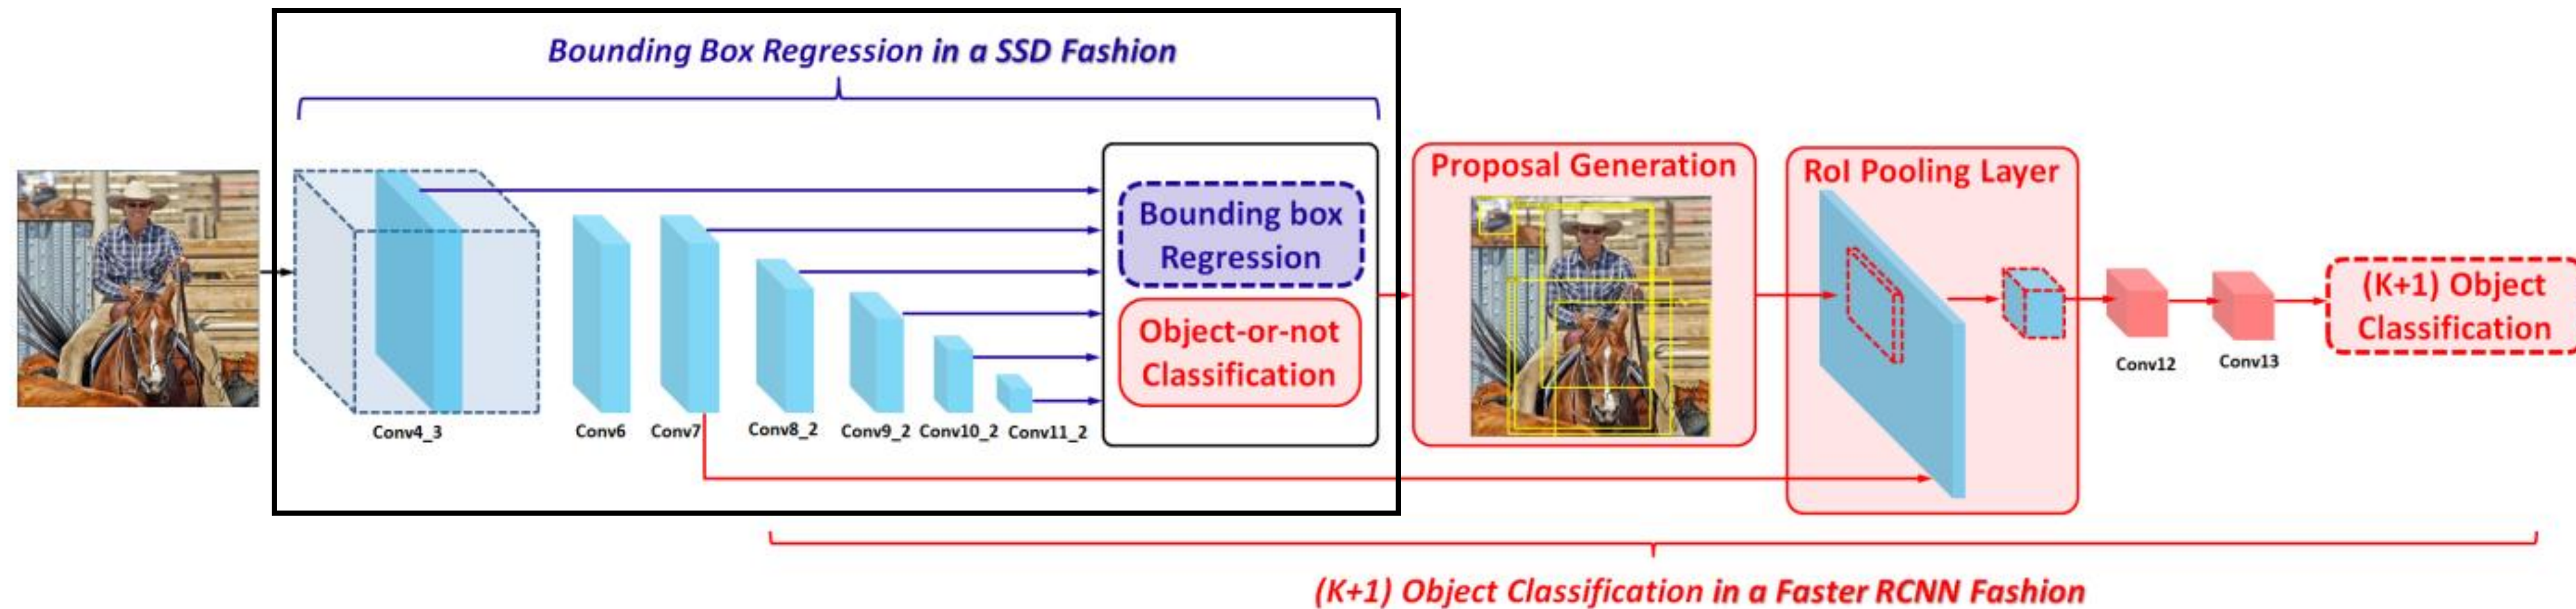 Bounding Box Regression in a SSD Fashion
Proposal Generation
RoI Pooling Layer
Bounding box
Regression
Object-or-not
Classification
(K+1) Object
Classification
Conv4_3
Conv6
Conv7
Conv8_2
Conv9_2
Conv10_2
Conv11_2
Conv12
Conv13
(K+1) Object Classification in a Faster RCNN Fashion